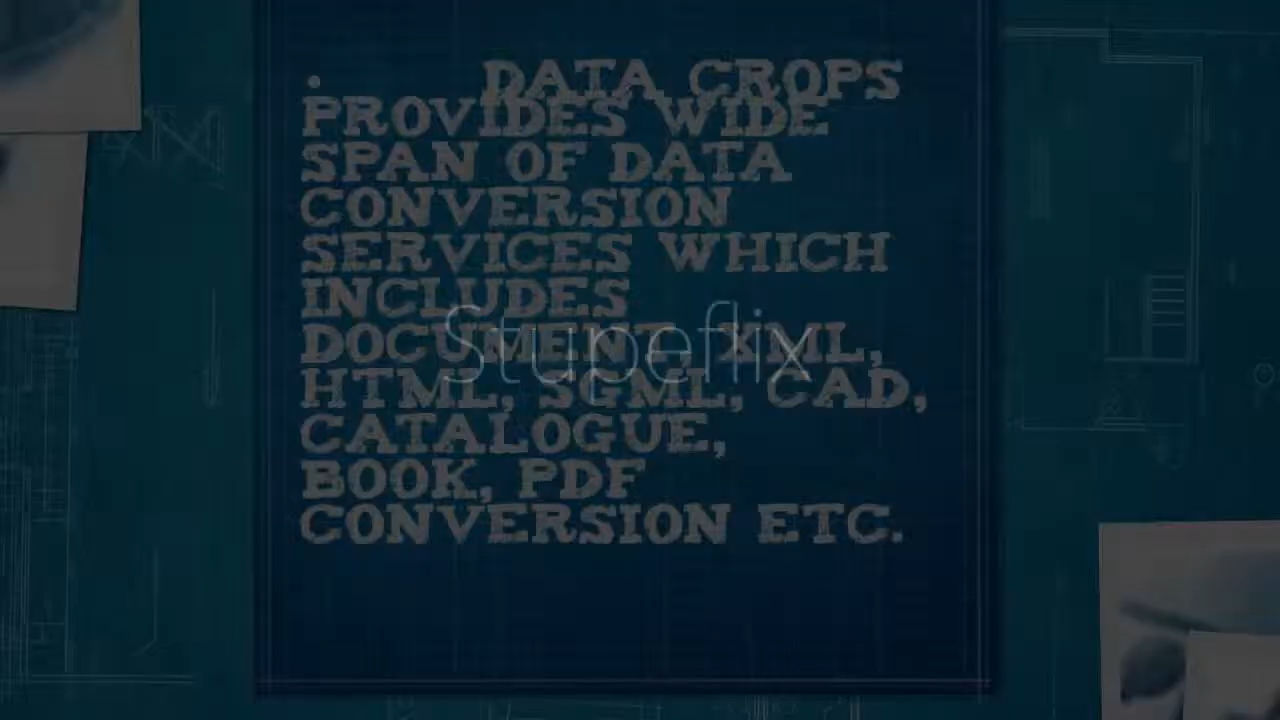 • DATA CROPS
PROVIDES WIDE
SPAN OF DATA
CONVERSION
SERVICES WHICH
INCLUDES
DOCUMENT, XML,
HTML, SGML, CAD,
CATALOGUE,
BOOK, PDF
CONVERSION ETC.
Stupeflix